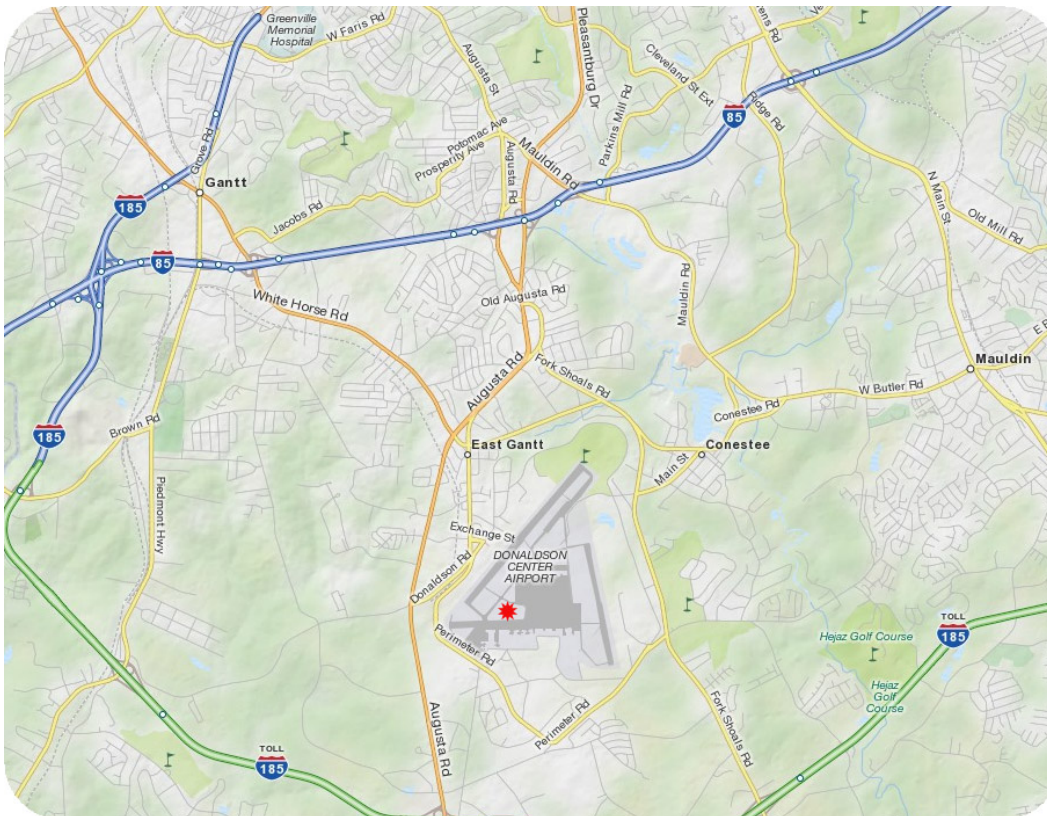 Greenville
Memorial
Hospital
W Faris Rd
Augusta St
Pleasantburg Dr
Cleveland St Ext
Parkins Mill Rd
Ridge Rd
85
Grove Rd
Potomac Ave
Prosperity Ave
Augusta Rd
Mauldin Rd
Gantt
185
Jacobs Rd
N Main St
Old Mill Rd
85
White Horse Rd
Old Augusta Rd
Mauldin Rd
Augusta Rd
Fork Shoals Rd
Mauldin
W Butler Rd
Conestee Rd
Brown Rd
185
East Gantt
Conestee
Main St
Piedmont Hwy
Exchange St
DONALDSON
CENTER
AIRPORT
Donaldson Rd
Perimeter Rd
Hejaz Golf Course
TOLL
185
Hejaz
Golf
Course
Perimeter Rd
Fork Shoals Rd
Augusta Rd
TOLL
185